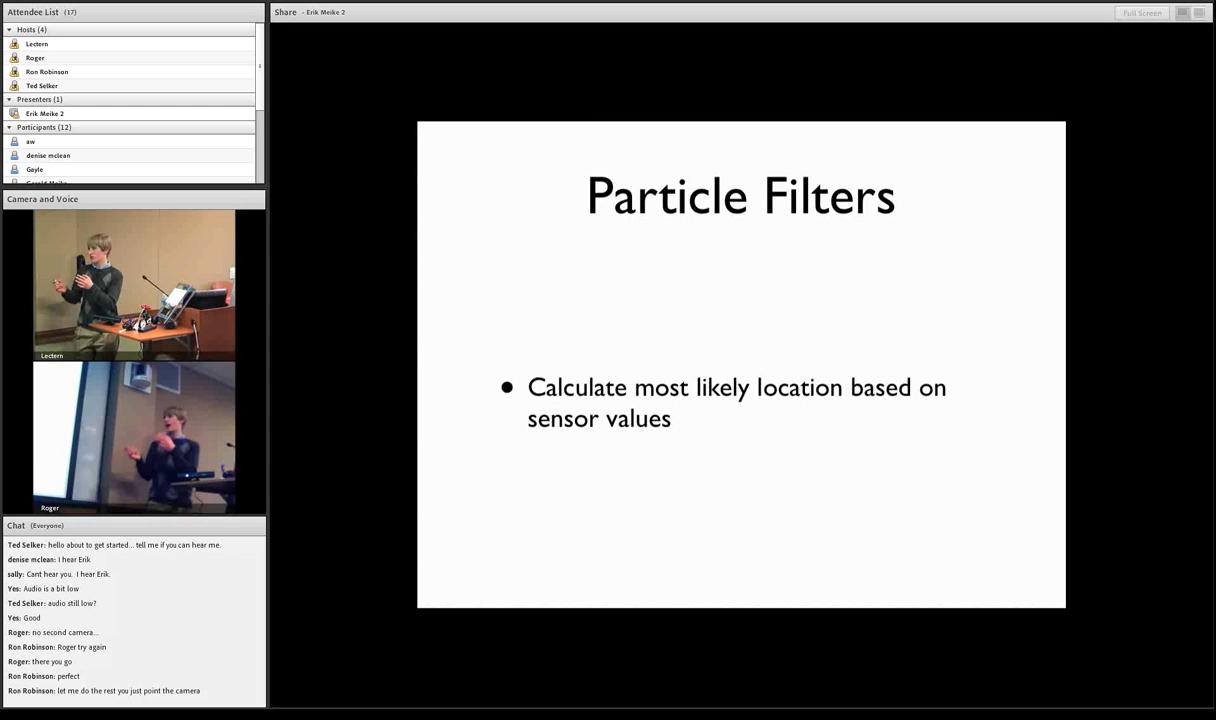 Attendee List (17)
Hosts (4)
Lectern
Roger
Ron Robinson
Ted Selker
Presenters (1)
Erik Meike 2
Participants (12)
aw
denise mclean
Gayle
Camera and Voice
Lectern
Roger
Chat (Everyone)
Ted Selker: hello about to get started... tell me if you can hear me.
denise mclean: I hear Erik
sally: Cant hear you. I hear Erik.
Yes: Audio is a bit low
Ted Selker: audio still low?
Yes: Good
Roger: no second camera...
Ron Robinson: Roger try again
Roger: there you go
Ron Robinson: perfect
Ron Robinson: let me do the rest you just point the camera
Share - Erik Meike 2
Full Screen
Particle Filters
• Calculate most likely location based on
sensor values